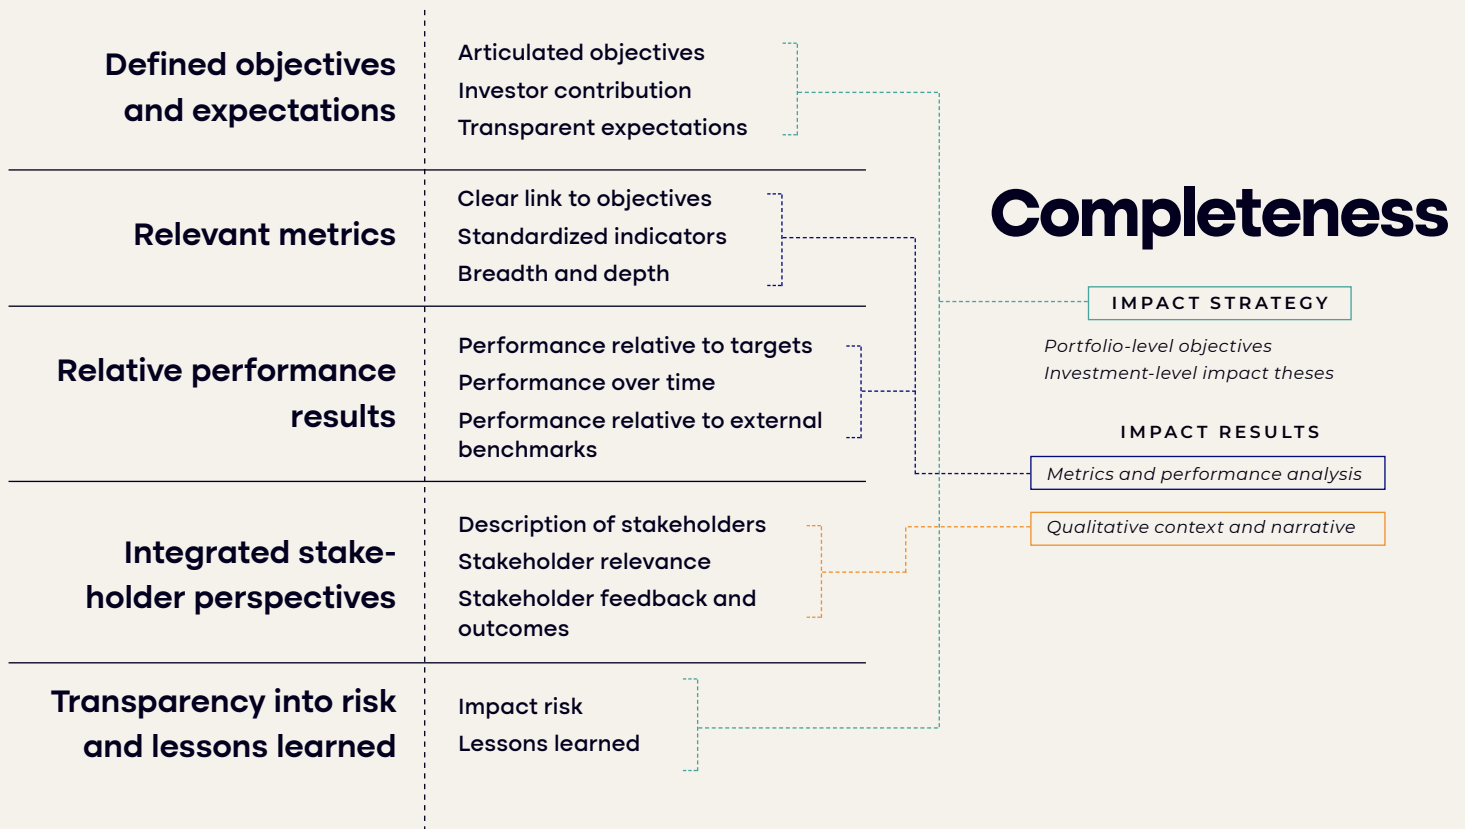 Defined objectives
and expectations
Articulated objectives
Investor contribution
Transparent expectations
Relevant metrics
Clear link to objectives
Standardized indicators
Breadth and depth
Relative performance
results
Performance relative to targets
Performance over time
Performance relative to external
benchmarks
Integrated stake-
holder perspectives
Description of stakeholders
Stakeholder relevance
Stakeholder feedback and
outcomes
Transparency into risk
and lessons learned
Impact risk
Lessons learned
Completeness
IMPACT STRATEGY
Portfolio-level objectives
Investment-level impact theses
IMPACT RESULTS
Metrics and performance analysis
Qualitative context and narrative